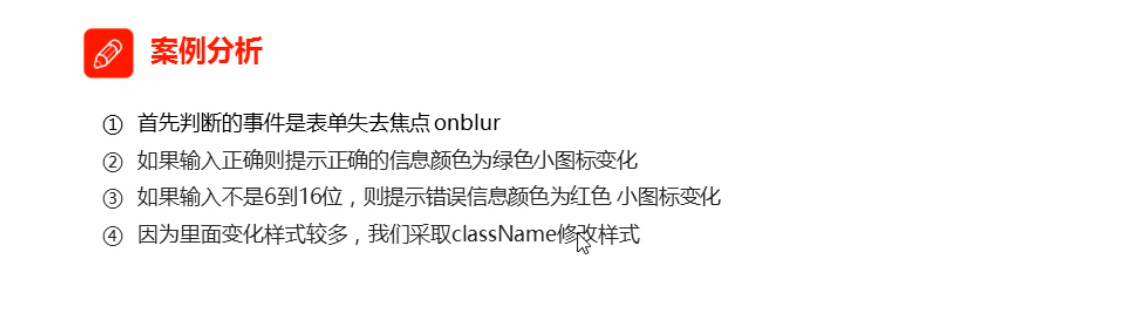 案例分析
① 首先判断的事件是表单失去焦点 onblur
② 如果输入正确则提示正确的信息颜色为绿色小图标变化
③ 如果输入不是6到16位，则提示错误信息颜色为红色 小图标变化
④ 因为里面变化样式较多，我们采取className修改样式